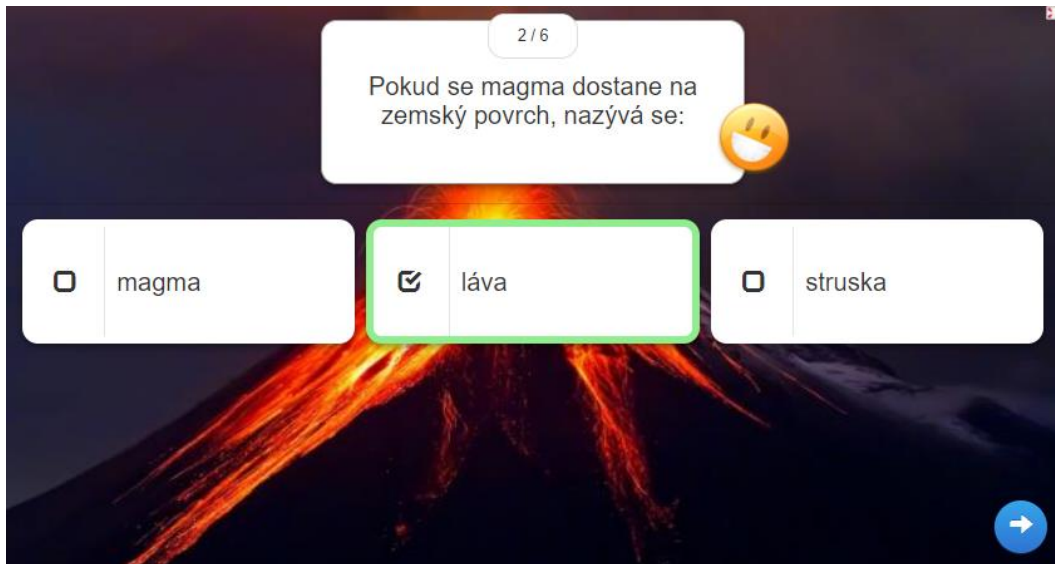 2 / 6
Pokud se magma dostane na
zemský povrch, nazývá se:
magma
láva
struska